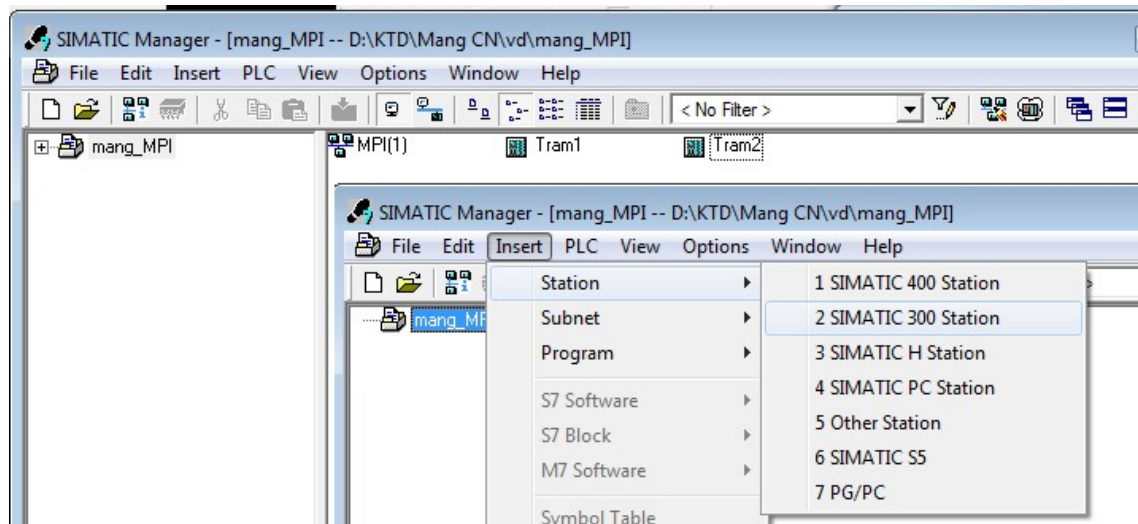 SIMATIC Manager - [mang_MPI -- D:\KTD\Mang CN\vd\mang_MPI]
File Edit Insert PLC View Options Window Help
< No Filter >
mang_MPI
MPI(1) Tram1 Tram2
SIMATIC Manager - [mang_MPI -- D:\KTD\Mang CN\vd\mang_MPI]
File Edit Insert PLC View Options Window Help
mang_MP
Station
Subnet
Program
S7 Software
S7 Block
M7 Software
Symbol Table
1 SIMATIC 400 Station
2 SIMATIC 300 Station
3 SIMATIC H Station
4 SIMATIC PC Station
5 Other Station
6 SIMATIC S5
7 PG/PC